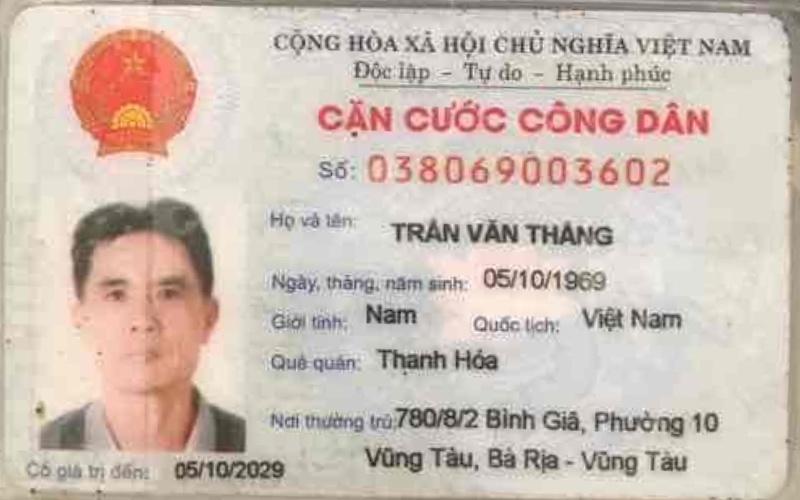 CỘNG HÒA XÃ HỘI CHỦ NGHĨA VIỆT NAM
Độc lập - Tự do - Hạnh phúc
CĂN CƯỚC CÔNG DÂN
Số: 038069003602
Họ và tên: TRẦN VĂN THẮNG
Ngày, tháng, năm sinh: 05/10/1969
Giới tính: Nam Quốc tịch: Việt Nam
Quê quán: Thanh Hóa
Nơi thường trú: 780/8/2 Bình Giã, Phường 10
Vũng Tàu, Bà Rịa - Vũng Tàu
Có giá trị đến: 05/10/2029